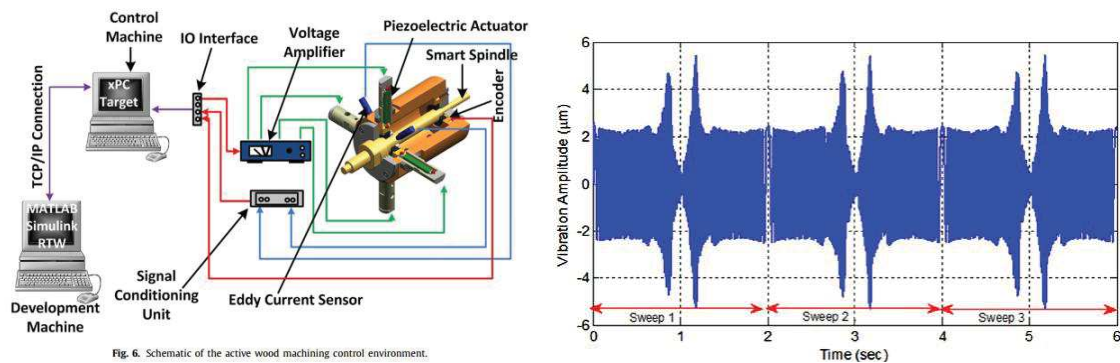 Control
Machine
IO Interface
Voltage
Amplifier
Piezoelectric Actuator
Smart Spindle
Encoder
xPC
Target
TCP/IP Connection
MATLAB
Simulink
RTW
Development
Machine
Signal
Conditioning
Unit
Eddy Current Sensor
Fig. 6. Schematic of the active wood machining control environment.
Vibration Amplitude (μm)
6
4
2
0
-2
-4
-6
Sweep 1
Sweep 2
Sweep 3
0
1
2
3
4
5
6
Time (sec)